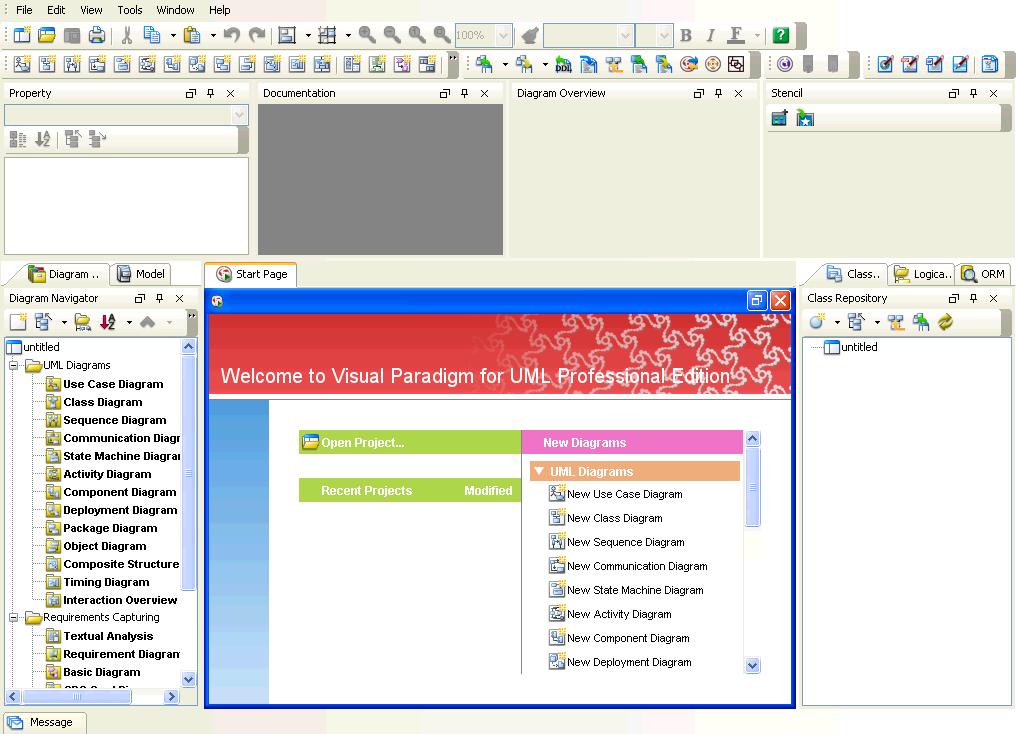 File Edit View Tools Window Help
100% B I F ?
DDL
Property Documentation Diagram Overview Stencil
Diagram .. Model Start Page Class.. Logica.. ORM
Diagram Navigator Class Repository
untitled untitled
UML Diagrams
Use Case Diagram
Class Diagram
Sequence Diagram
Communication Diagr
State Machine Diagra
Activity Diagram
Component Diagram
Deployment Diagram
Package Diagram
Object Diagram
Composite Structure
Timing Diagram
Interaction Overview
Requirements Capturing
Textual Analysis
Requirement Diagran
Basic Diagram
Welcome to Visual Paradigm for UML Professional Edition
Open Project...
Recent Projects Modified
New Diagrams
UML Diagrams
New Use Case Diagram
New Class Diagram
New Sequence Diagram
New Communication Diagram
New State Machine Diagram
New Activity Diagram
New Component Diagram
New Deployment Diagram
Message